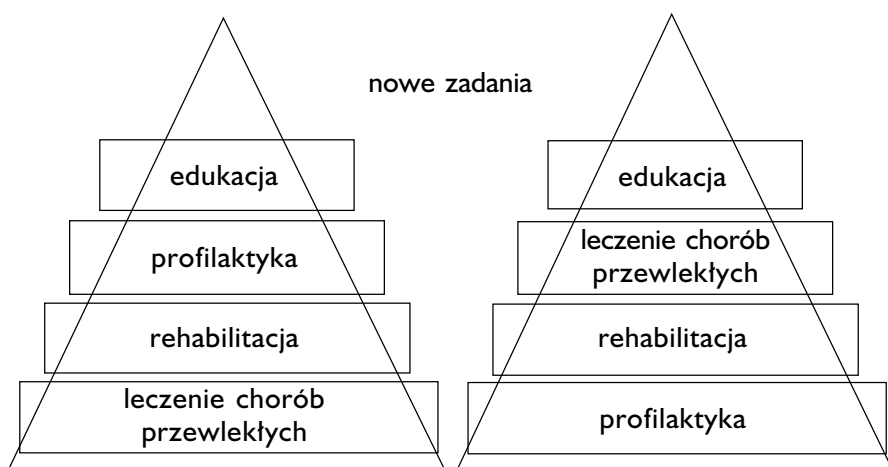 nowe zadania
edukacja
profilaktyka
rehabilitacja
leczenie chorób
przewlekłych
edukacja
leczenie chorób
przewlekłych
rehabilitacja
profilaktyka